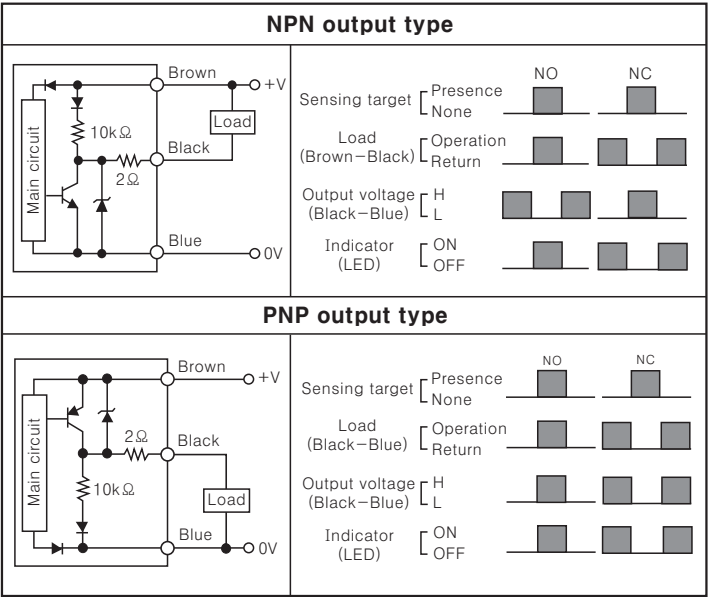 NPN output type
Brown
+V
10kΩ
Load
Black
2Ω
Main circuit
Blue
0V
NO NC
Sensing target Presence
None
Load Operation
(Brown-Black) Return
Output voltage H
(Black-Blue) L
Indicator ON
(LED) OFF
PNP output type
Brown
+V
2Ω
Black
Main circuit
10kΩ
Load
Blue
0V
NO NC
Sensing target Presence
None
Load Operation
(Black-Blue) Return
Output voltage H
(Black-Blue) L
Indicator ON
(LED) OFF